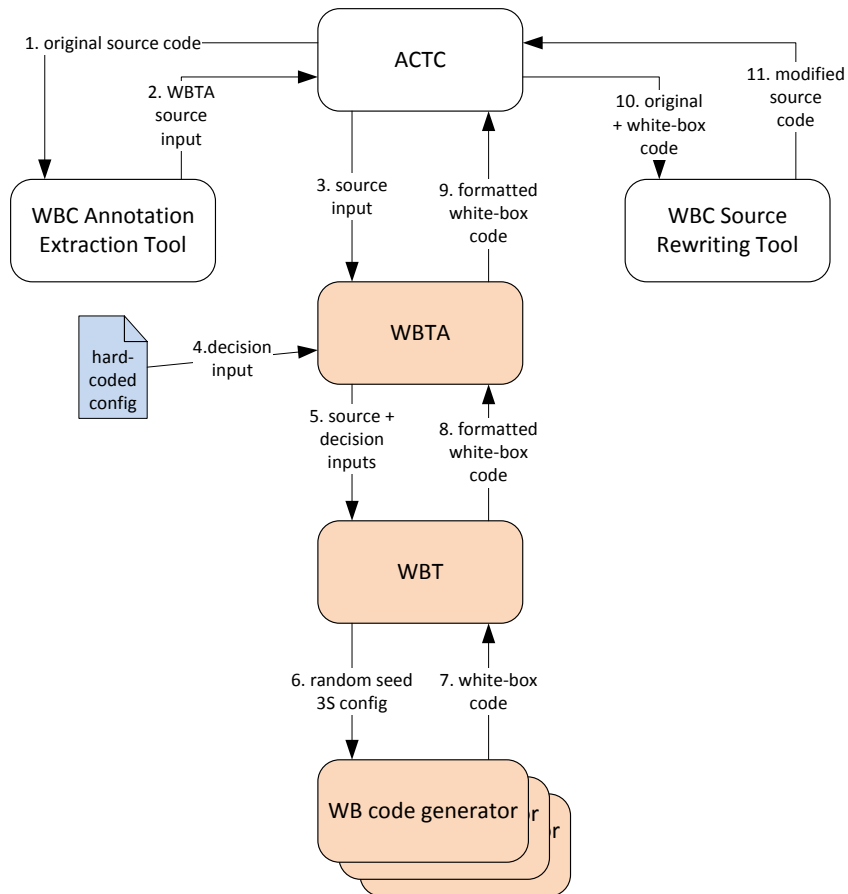 1. original source code
ACTC
2. WBTA
source
input
10. original
+ white-box
code
11. modified
source
code
WBC Annotation
Extraction Tool
3. source
input
9. formatted
white-box
code
WBC Source
Rewriting Tool
WBTA
hard-
coded
config
4.decision
input
5. source +
decision
inputs
8. formatted
white-box
code
WBT
6. random seed
3S config
7. white-box
code
WB code generator
or
or